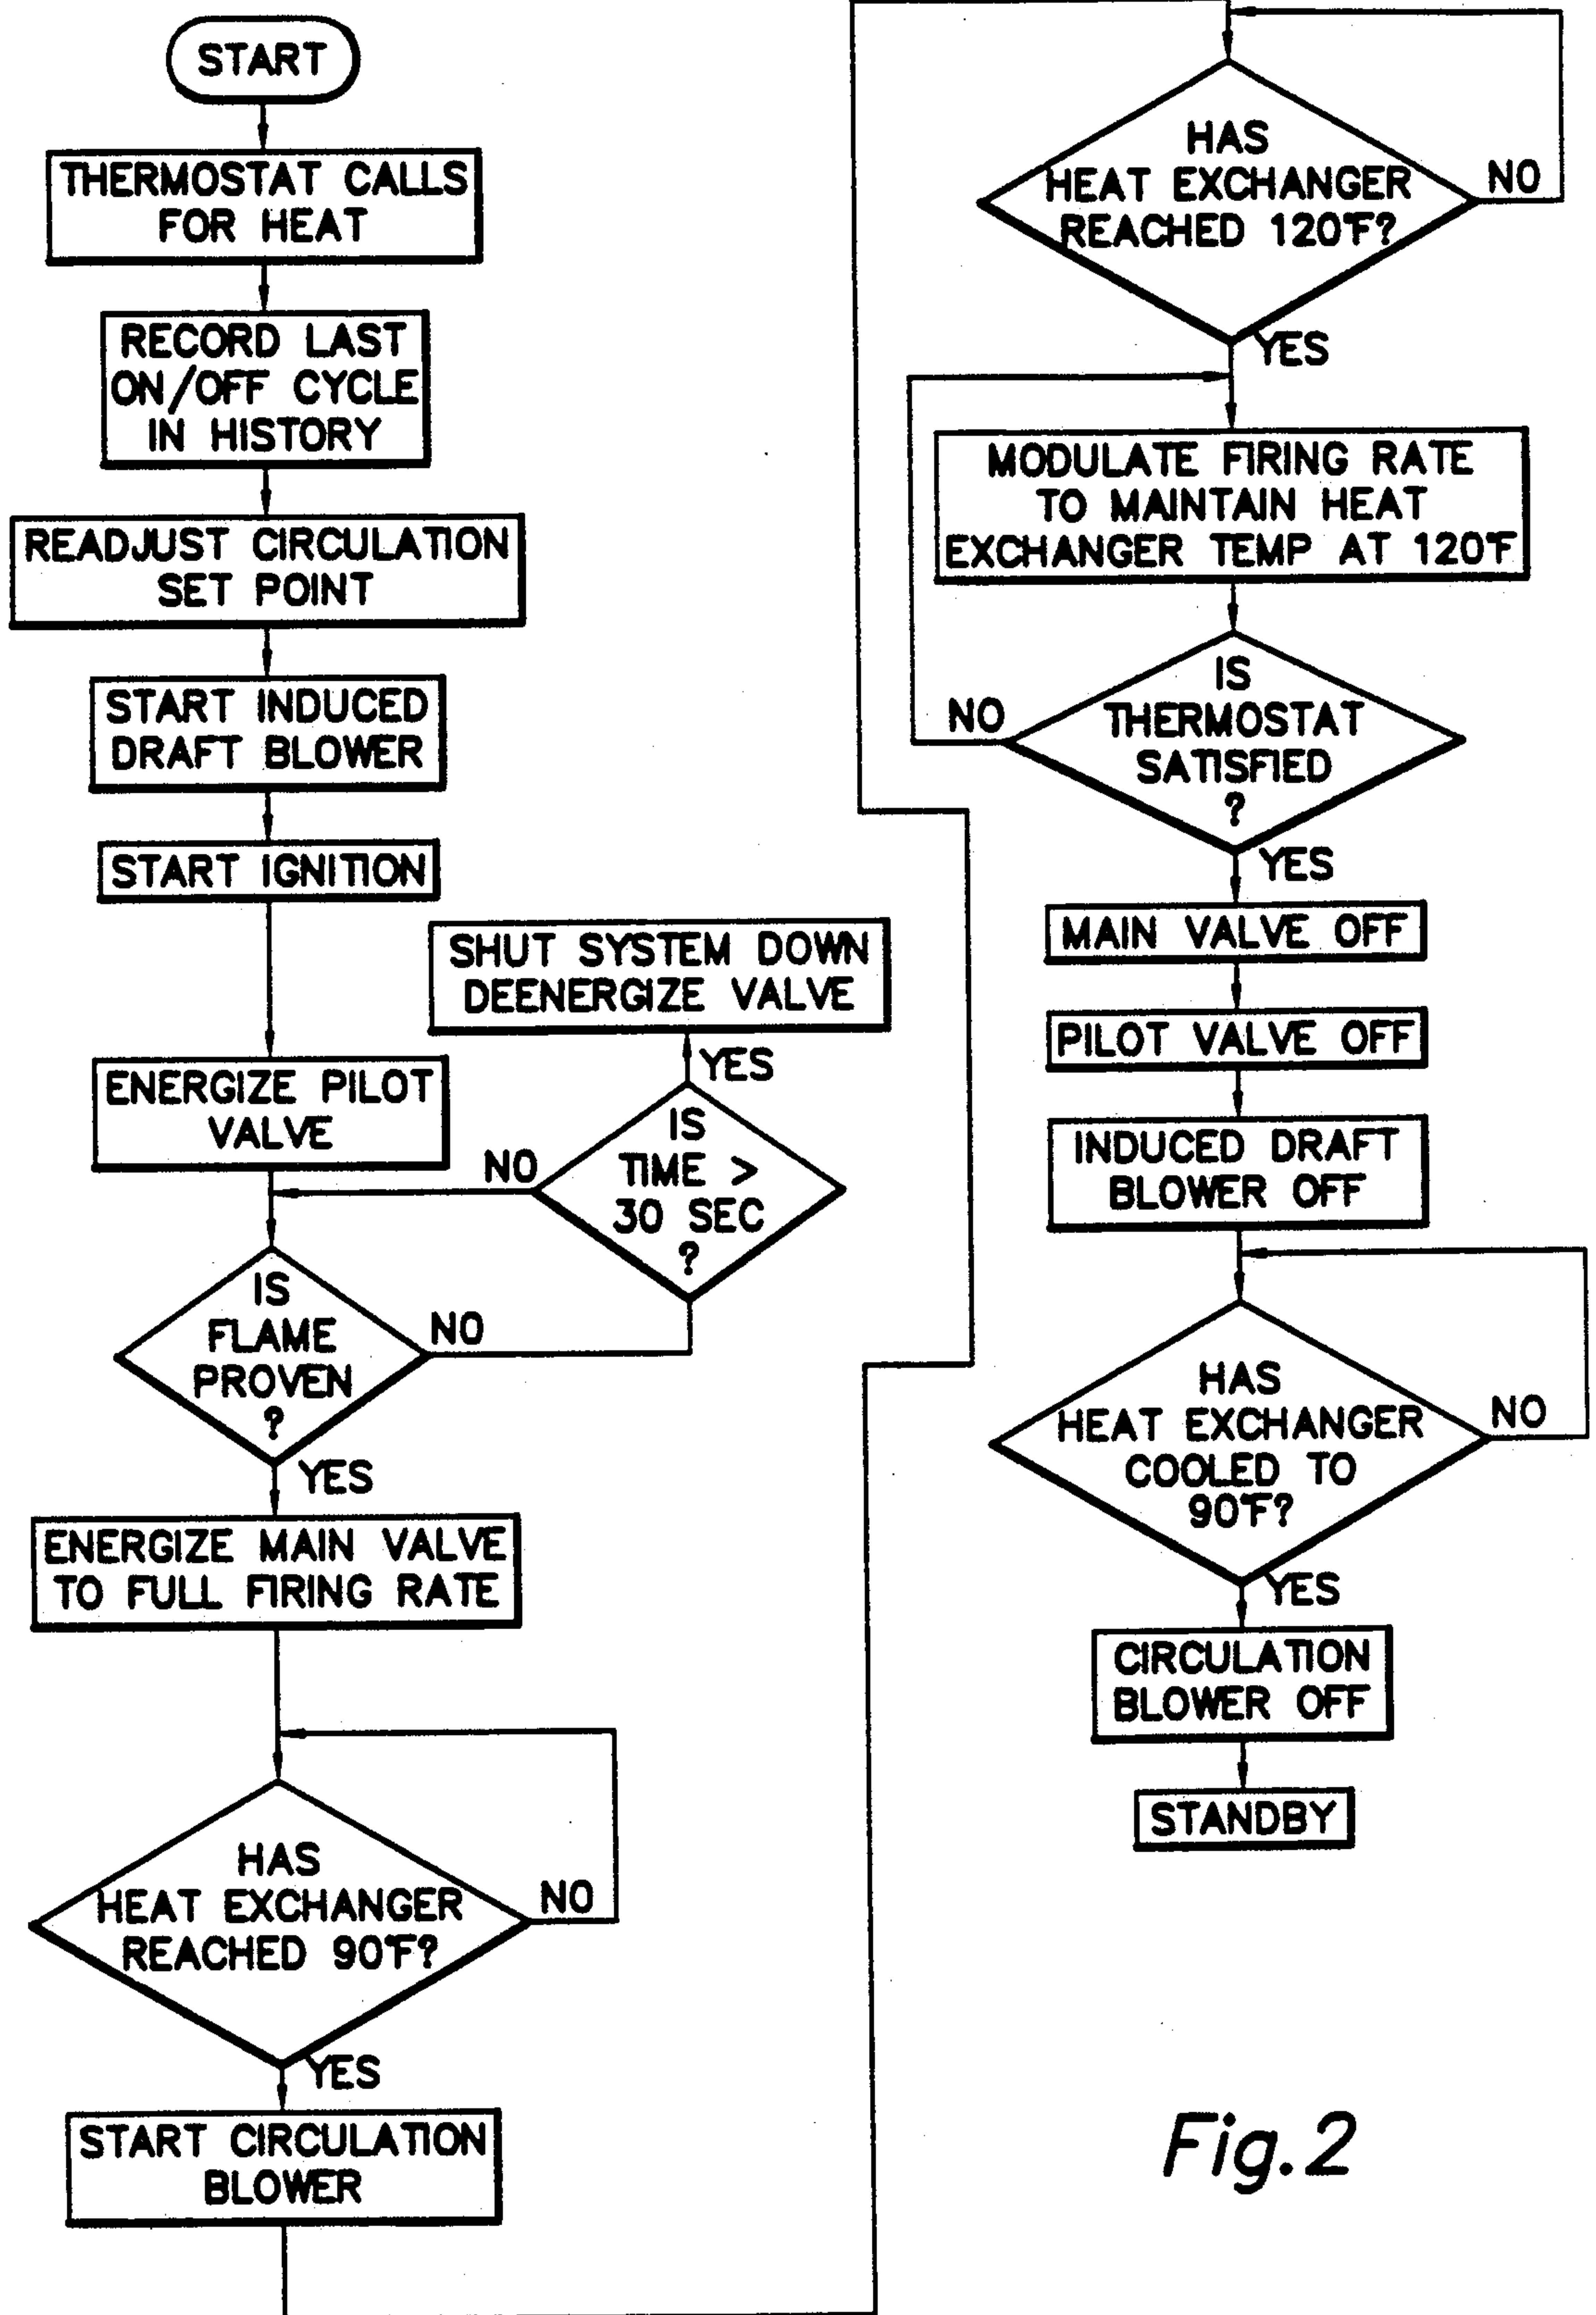 START
THERMOSTAT CALLS
FOR HEAT
RECORD LAST
ON/OFF CYCLE
IN HISTORY
READJUST CIRCULATION
SET POINT
START INDUCED
DRAFT BLOWER
START IGNITION
SHUT SYSTEM DOWN
DEENERGIZE VALVE
YES
ENERGIZE PILOT
VALVE
IS
TIME >
30 SEC
?
NO
IS
FLAME
PROVEN
?
NO
YES
ENERGIZE MAIN VALVE
TO FULL FIRING RATE
HAS
HEAT EXCHANGER
REACHED 90°F?
NO
YES
START CIRCULATION
BLOWER
HAS
HEAT EXCHANGER
REACHED 120°F?
NO
YES
MODULATE FIRING RATE
TO MAINTAIN HEAT
EXCHANGER TEMP AT 120°F
IS
THERMOSTAT
SATISFIED
?
NO
YES
MAIN VALVE OFF
PILOT VALVE OFF
INDUCED DRAFT
BLOWER OFF
HAS
HEAT EXCHANGER
COOLED TO
90°F?
NO
YES
CIRCULATION
BLOWER OFF
STANDBY
Fig.2